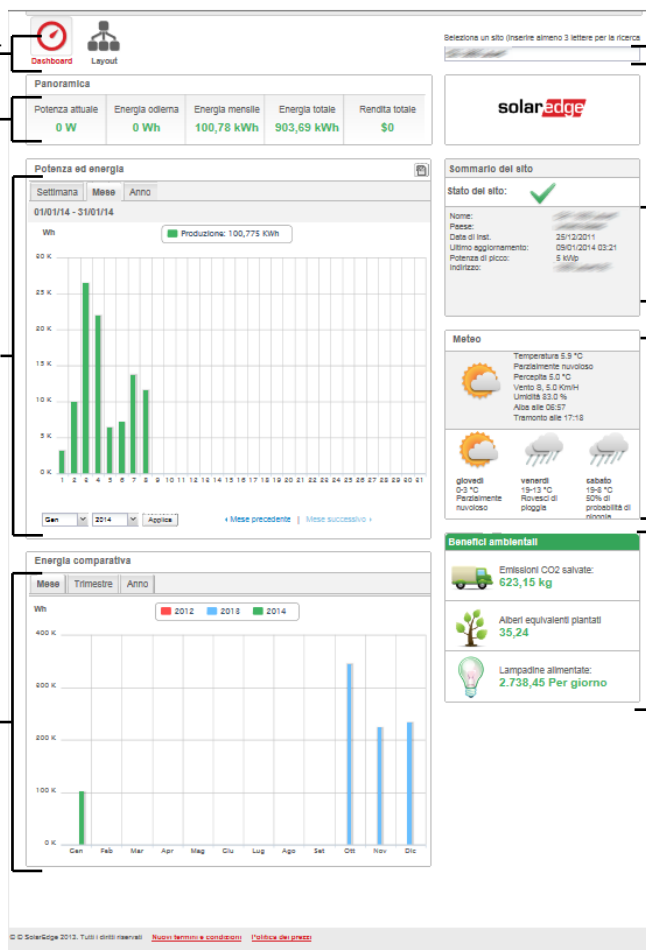 Dashboard Layout
Seleziona un sito (Inserire almeno 3 lettere per la ricerca
Panoramica
Potenza attuale Energia odierna Energia mensile Energia totale Rendita totale
0 W 0 Wh 100,78 kWh 903,69 kWh $0
solaredge
Potenza ed energia
Settimana Mese Anno
01/01/14 - 31/01/14
Wh
Produzione: 100,775 KWh
30 K
25 K
20 K
15 K
10 K
5 K
0 K
1 2 3 4 5 6 7 8 9 10 11 12 13 14 15 16 17 18 19 20 21 22 23 24 25 26 27 28 29 30 31
Gen 2014 Applica ‹ Mese precedente | Mese successivo ›
Sommario del sito
Stato del sito:
Nome:
Paese:
Data di inst. 25/12/2011
Ultimo aggiornamento: 09/01/2014 03:21
Potenza di picco: 5 kWp
Indirizzo:
Meteo
Temperatura 5.9 °C
Parzialmente nuvoloso
Percepita 5.0 °C
Vento S, 5.0 Km/H
Umidità 83.0 %
Alba alle 06:57
Tramonto alle 17:18
giovedì venerdì sabato
0-3 °C 19-13 °C 19-8 °C
Parzialmente Rovesci di 50% di
nuvoloso pioggia probabilità di
pioggia
Benefici ambientali
Emissioni CO2 salvate:
623,15 kg
Alberi equivalenti piantati
35,24
Lampadine alimentate:
2.738,45 Per giorno
Energia comparativa
Mese Trimestre Anno
Wh
2012 2013 2014
400 K
300 K
200 K
100 K
0 K
Gen Feb Mar Apr Mag Giu Lug Ago Set Ott Nov Dic
© © SolarEdge 2013. Tutti i diritti riservati Nuovi termini e condizioni Politica dei prezzi